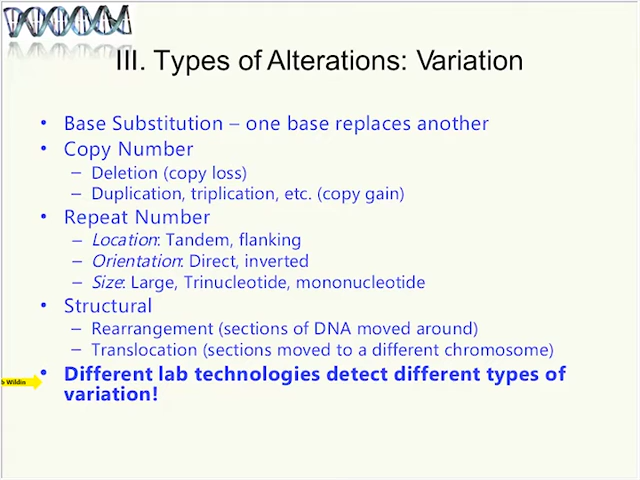 III. Types of Alterations: Variation
• Base Substitution – one base replaces another
• Copy Number
– Deletion (copy loss)
– Duplication, triplication, etc. (copy gain)
• Repeat Number
– Location: Tandem, flanking
– Orientation: Direct, inverted
– Size: Large, Trinucleotide, mononucleotide
• Structural
– Rearrangement (sections of DNA moved around)
– Translocation (sections moved to a different chromosome)
• Different lab technologies detect different types of
variation!
b Wildin